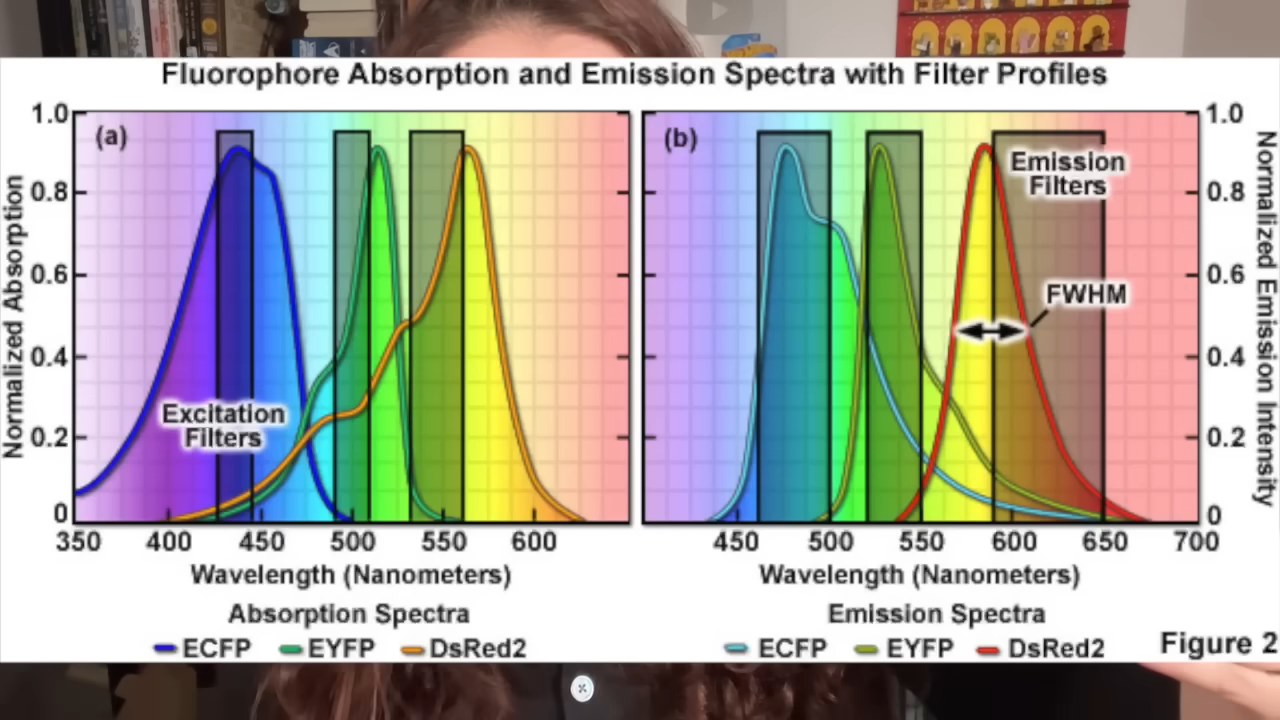 Fluorophore Absorption and Emission Spectra with Filter Profiles
(a)
Normalized Absorption
1.0
0.8
0.6
0.4
0.2
0
Excitation
Filters
350 400 450 500 550 600
Wavelength (Nanometers)
Absorption Spectra
ECFP EYFP DsRed2
(b)
Emission
Filters
FWHM
1.0
0.8
0.6
0.4
0.2
0
Normalized Emission Intensity
450 500 550 600 650 700
Wavelength (Nanometers)
Emission Spectra
ECFP EYFP DsRed2
Figure 2